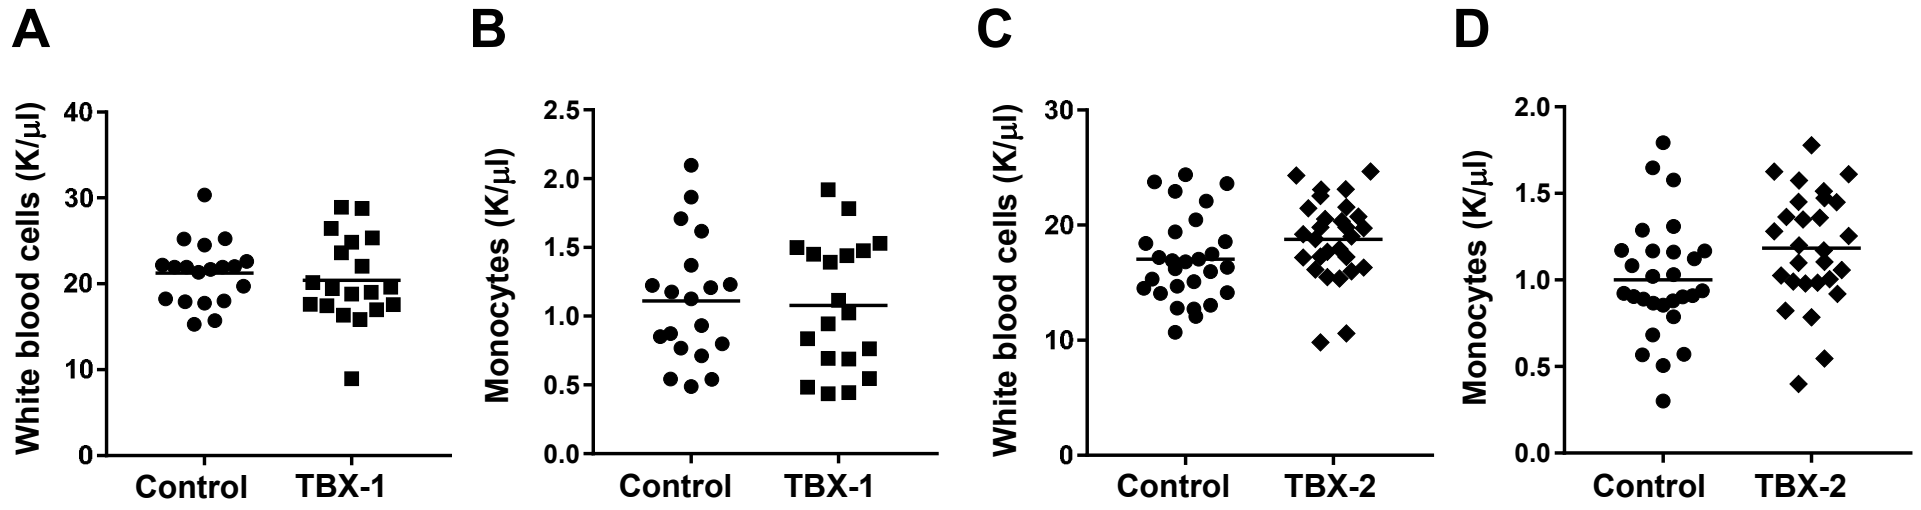 A
White blood cells (K/µl)
40
30
20
10
0
Control TBX-1
B
Monocytes (K/µl)
2.5
2.0
1.5
1.0
0.5
0.0
Control TBX-1
C
White blood cells (K/µl)
30
20
10
0
Control TBX-2
D
Monocytes (K/µl)
2.0
1.5
1.0
0.5
0.0
Control TBX-2